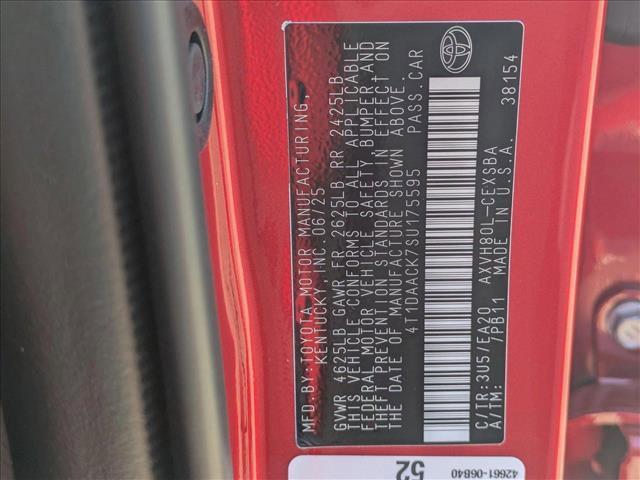 MFD.BY:TOYOTA MOTOR MANUFACTURING,
KENTUCKY,INC. 06/25
GVWR 4625LB GAWR FR 2625LB RR 2425LB
THIS VEHICLE CONFORMS TO ALL APPLICABLE
FEDERAL MOTOR VEHICLE SAFETY, BUMPER, AND
THEFT PREVENTION STANDARDS IN EFFECT ON
THE DATE OF MANUFACTURE SHOWN ABOVE.
4T1DAACK7SU175595 PASS.CAR
C/TR:3U5/EA20 AXVH80L-CEXSBA
A/TM: /PB11 MADE IN U.S.A. 38154
42661-06B40
52